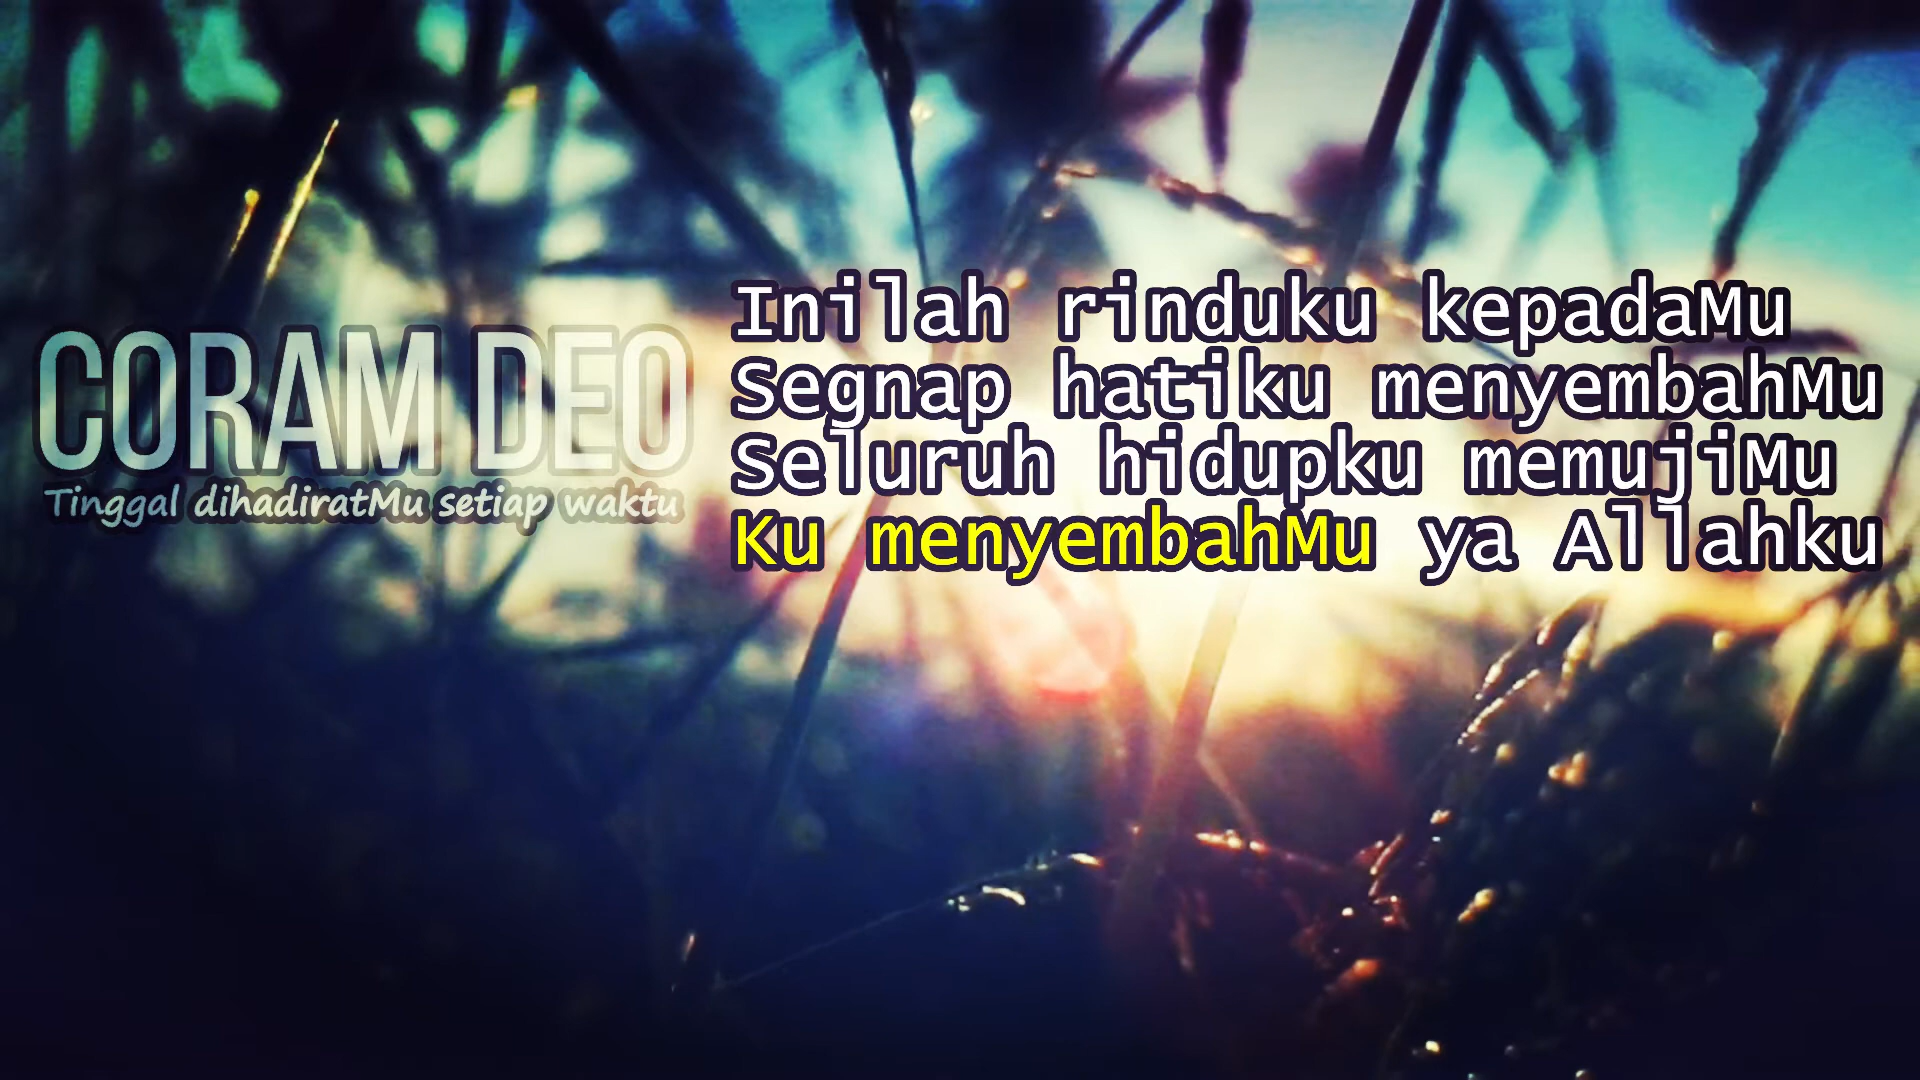 CORAM DEO
Tinggal dihadiratMu setiap waktu
Inilah rinduku kepadaMu
Segnap hatiku menyembahMu
Seluruh hidupku memujiMu
Ku menyembahMu ya Allahku